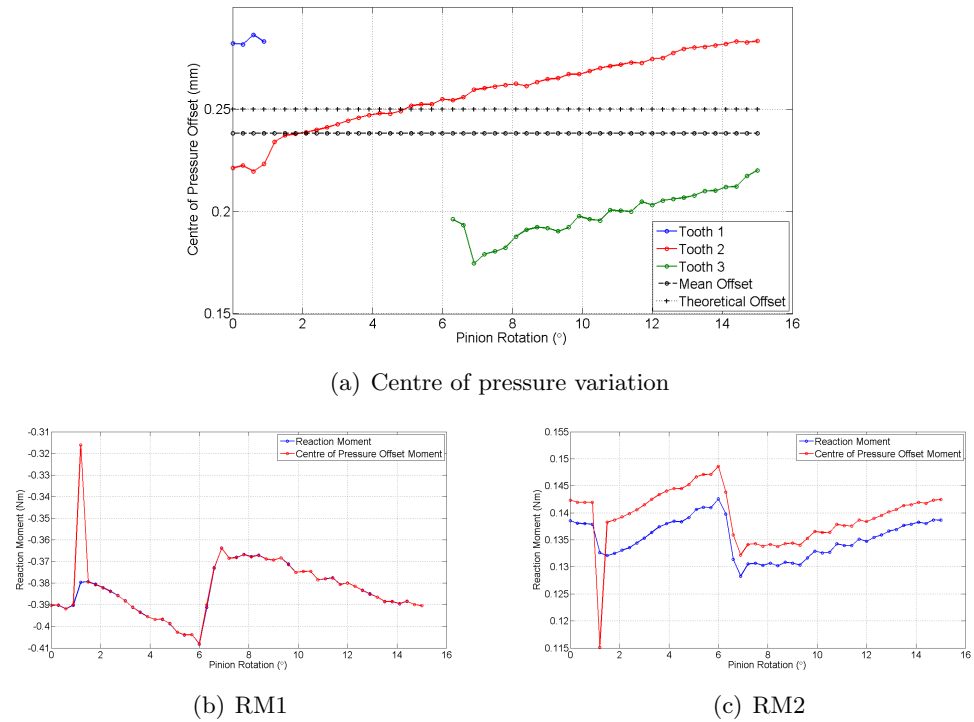 Centre of Pressure Offset (mm)
0.25
0.2
0.15
0 2 4 6 8 10 12 14 16
Pinion Rotation (°)
Tooth 1
Tooth 2
Tooth 3
Mean Offset
Theoretical Offset
(a) Centre of pressure variation
Reaction Moment (Nm)
-0.31
-0.32
-0.33
-0.34
-0.35
-0.36
-0.37
-0.38
-0.39
-0.4
-0.41
0 2 4 6 8 10 12 14 16
Pinion Rotation (°)
Reaction Moment
Centre of Pressure Offset Moment
(b) RM1
Reaction Moment (Nm)
0.155
0.15
0.145
0.14
0.135
0.13
0.125
0.12
0.115
0 2 4 6 8 10 12 14 16
Pinion Rotation (°)
Reaction Moment
Centre of Pressure Offset Moment
(c) RM2